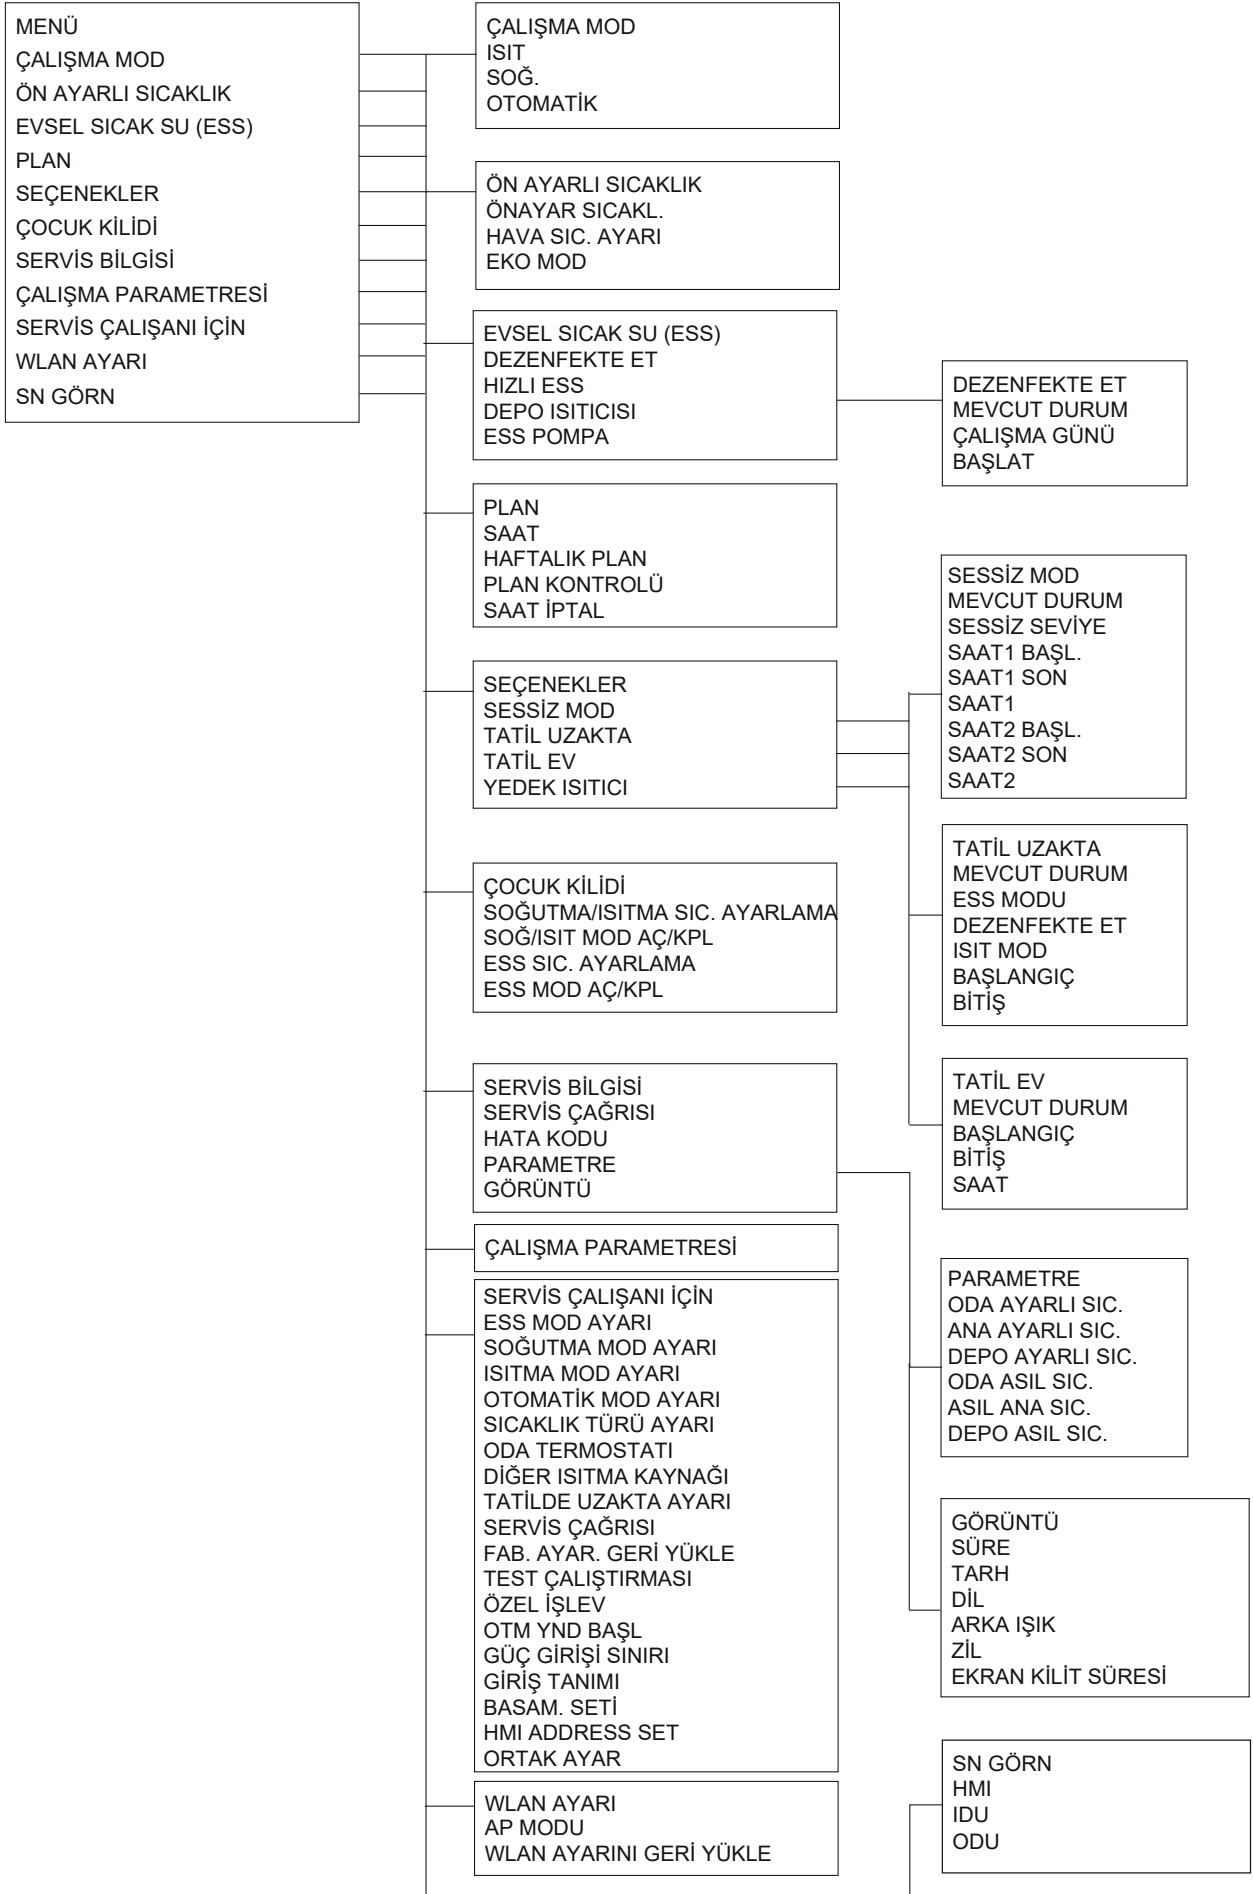 MENÜ
ÇALIŞMA MOD
ÖN AYARLI SICAKLIK
EVSEL SICAK SU (ESS)
PLAN
SEÇENEKLER
ÇOCUK KİLİDİ
SERVİS BİLGİSİ
ÇALIŞMA PARAMETRESİ
SERVİS ÇALIŞANI İÇİN
WLAN AYARI
SN GÖRN
ÇALIŞMA MOD
ISIT
SOĞ.
OTOMATİK
ÖN AYARLI SICAKLIK
ÖNAYAR SICAKL.
HAVA SIC. AYARI
EKO MOD
EVSEL SICAK SU (ESS)
DEZENFEKTE ET
HIZLI ESS
DEPO ISITICISI
ESS POMPA
DEZENFEKTE ET
MEVCUT DURUM
ÇALIŞMA GÜNÜ
BAŞLAT
PLAN
SAAT
HAFTALIK PLAN
PLAN KONTROLÜ
SAAT İPTAL
SEÇENEKLER
SESSİZ MOD
TATİL UZAKTA
TATİL EV
YEDEK ISITICI
SESSİZ MOD
MEVCUT DURUM
SESSİZ SEVİYE
SAAT1 BAŞL.
SAAT1 SON
SAAT1
SAAT2 BAŞL.
SAAT2 SON
SAAT2
TATİL UZAKTA
MEVCUT DURUM
ESS MODU
DEZENFEKTE ET
ISIT MOD
BAŞLANGIÇ
BİTİŞ
TATİL EV
MEVCUT DURUM
BAŞLANGIÇ
BİTİŞ
SAAT
ÇOCUK KİLİDİ
SOĞUTMA/ISITMA SIC. AYARLAMA
SOĞ/ISIT MOD AÇ/KPL
ESS SIC. AYARLAMA
ESS MOD AÇ/KPL
SERVİS BİLGİSİ
SERVİS ÇAĞRISI
HATA KODU
PARAMETRE
GÖRÜNTÜ
PARAMETRE
ODA AYARLI SIC.
ANA AYARLI SIC.
DEPO AYARLI SIC.
ODA ASIL SIC.
ASIL ANA SIC.
DEPO ASIL SIC.
GÖRÜNTÜ
SÜRE
TARH
DİL
ARKA IŞIK
ZİL
EKRAN KİLİT SÜRESİ
ÇALIŞMA PARAMETRESİ
SERVİS ÇALIŞANI İÇİN
ESS MOD AYARI
SOĞUTMA MOD AYARI
ISITMA MOD AYARI
OTOMATİK MOD AYARI
SICAKLIK TÜRÜ AYARI
ODA TERMOSTATI
DİĞER ISITMA KAYNAĞI
TATİLDE UZAKTA AYARI
SERVİS ÇAĞRISI
FAB. AYAR. GERİ YÜKLE
TEST ÇALIŞTIRMASI
ÖZEL İŞLEV
OTM YND BAŞL
GÜÇ GİRİŞİ SINIRI
GİRİŞ TANIMI
BASAM. SETİ
HMI ADDRESS SET
ORTAK AYAR
WLAN AYARI
AP MODU
WLAN AYARINI GERİ YÜKLE
SN GÖRN
HMI
IDU
ODU